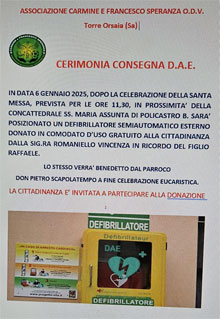 ASSOCIAZIONE CARMINE E FRANCESCO SPERANZA O.D.V.
Torre Orsaia (Sa)
CERIMONIA CONSEGNA D.A.E.
IN DATA 6 GENNAIO 2025, DOPO LA CELEBRAZIONE DELLA SANTA
MESSA, PREVISTA PER LE ORE 11,30, IN PROSSIMITA' DELLA
CONCATTEDRALE SS. MARIA ASSUNTA DI POLICASTRO B. SARA'
POSIZIONATO UN DEFIBRILLATORE SEMIAUTOMATICO ESTERNO
DONATO IN COMODATO D'USO GRATUITO ALLA CITTADINANZA
DALLA SIG.RA ROMANIELLO VINCENZA IN RICORDO DEL FIGLIO
RAFFAELE.
LO STESSO VERRA' BENEDETTO DAL PARROCO
DON PIETRO SCAPOLATEMPO A FINE CELEBRAZIONE EUCARISTICA.
LA CITTADINANZA E' INVITATA A PARTECIPARE ALLA DONAZIONE
DEFIBRILLATORE
Defibrillatore
DAE
DEFIBRILLATORE